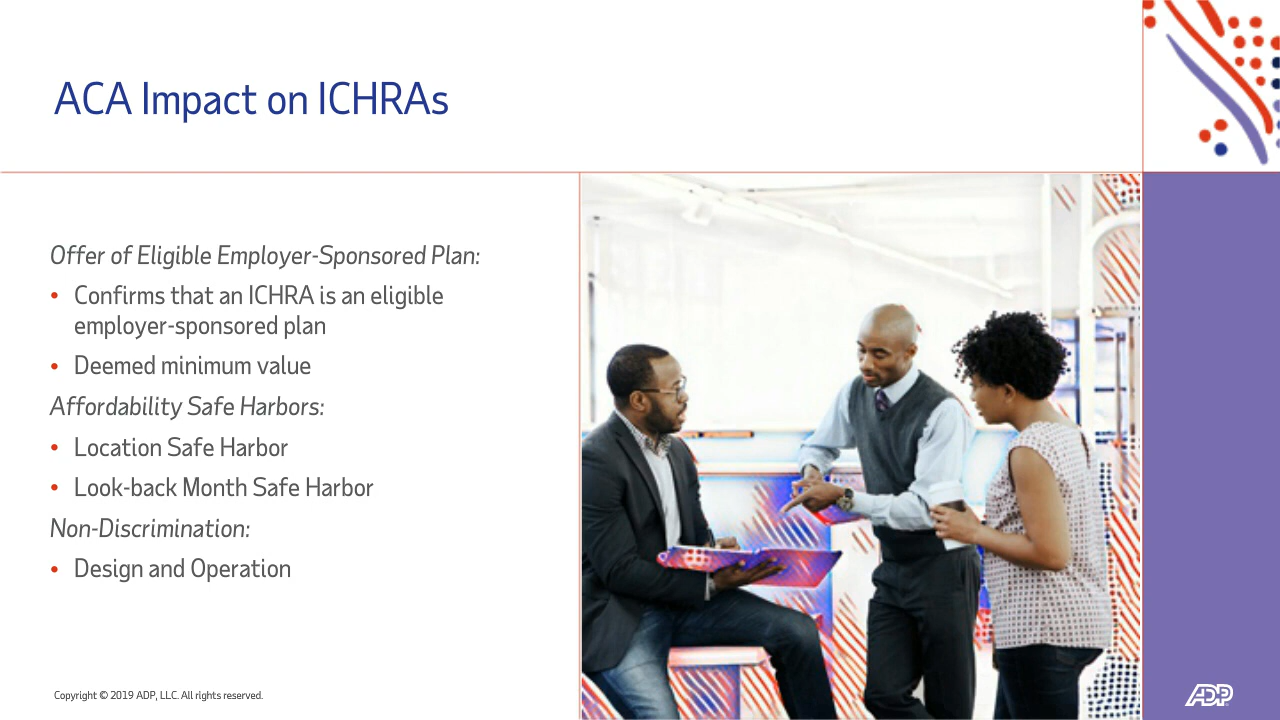 ACA Impact on ICHRAs
Offer of Eligible Employer-Sponsored Plan:
• Confirms that an ICHRA is an eligible
employer-sponsored plan
• Deemed minimum value
Affordability Safe Harbors:
• Location Safe Harbor
• Look-back Month Safe Harbor
Non-Discrimination:
• Design and Operation
Copyright © 2019 ADP, LLC. All rights reserved.
ADP